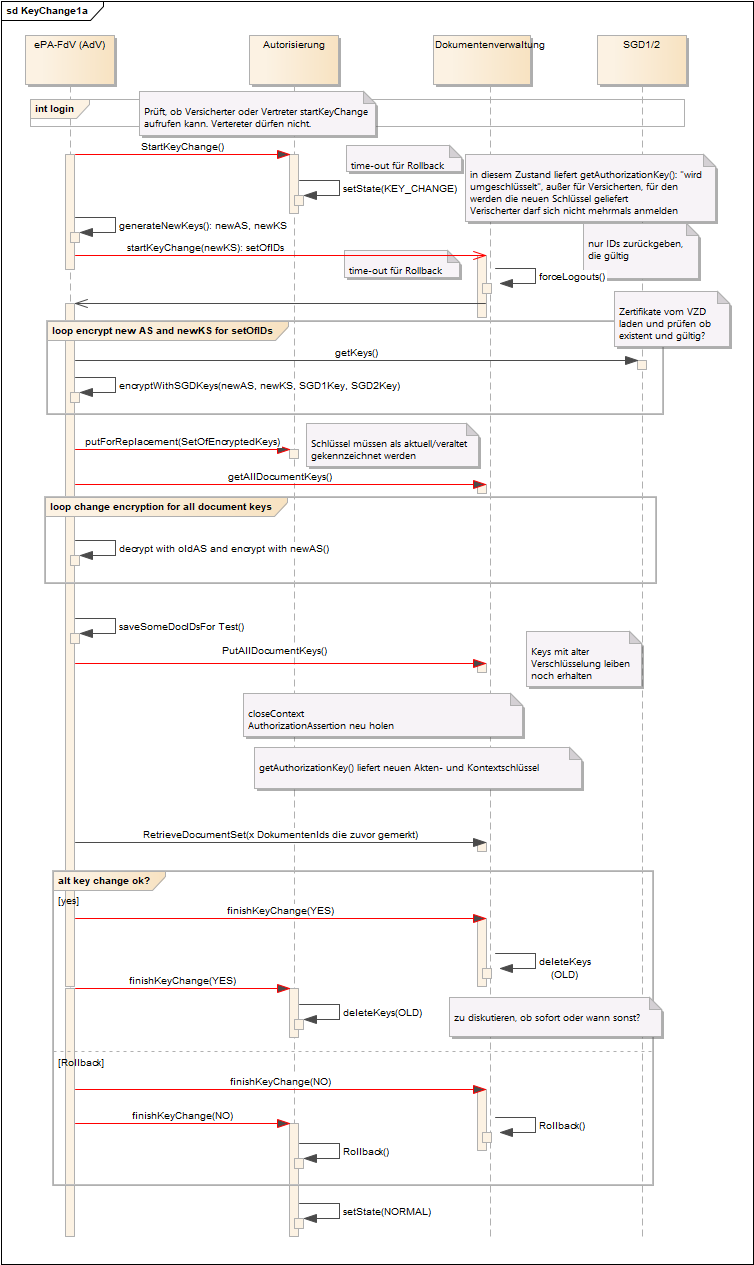 sd KeyChange1a
ePA-FdV (AdV)
Autorisierung
Dokumentenverwaltung
SGD1/2
int login
Prüft, ob Versicherter oder Vertreter startKeyChange
aufrufen kann. Vertereter dürfen nicht.
StartKeyChange()
time-out für Rollback
setState(KEY_CHANGE)
in diesem Zustand liefert getAuthorizationKey(): "wird
umgeschlüsselt", außer für Versicherten, für den
werden die neuen Schlüssel geliefert
Verischerter darf sich nicht mehrmals anmelden
generateNewKeys(): newAS, newKS
startKeyChange(newKS): setOfIDs
nur IDs zurückgeben,
die gültig
time-out für Rollback
forceLogouts()
Zertifikate vom VZD
laden und prüfen ob
existent und gültig?
loop encrypt new AS and newKS for setOfIDs
getKeys()
encryptWithSGDKeys(newAS, newKS, SGD1Key, SGD2Key)
putForReplacement(SetOfEncryptedKeys)
Schlüssel müssen als aktuell/veraltet
gekennzeichnet werden
getAllDocumentKeys()
loop change encryption for all document keys
decrypt with oldAS and encrypt with newAS()
saveSomeDocIDsFor Test()
PutAllDocumentKeys()
Keys mit alter
Verschlüsselung leiben
noch erhalten
closeContext
AuthorizationAssertion neu holen
getAuthorizationKey() liefert neuen Akten- und Kontextschlüssel
RetrieveDocumentSet(x DokumentenIds die zuvor gemerkt)
alt key change ok?
[yes]
finishKeyChange(YES)
deleteKeys
(OLD)
finishKeyChange(YES)
deleteKeys(OLD)
zu diskutieren, ob sofort oder wann sonst?
[Rollback]
finishKeyChange(NO)
finishKeyChange(NO)
Rollback()
Rollback()
setState(NORMAL)